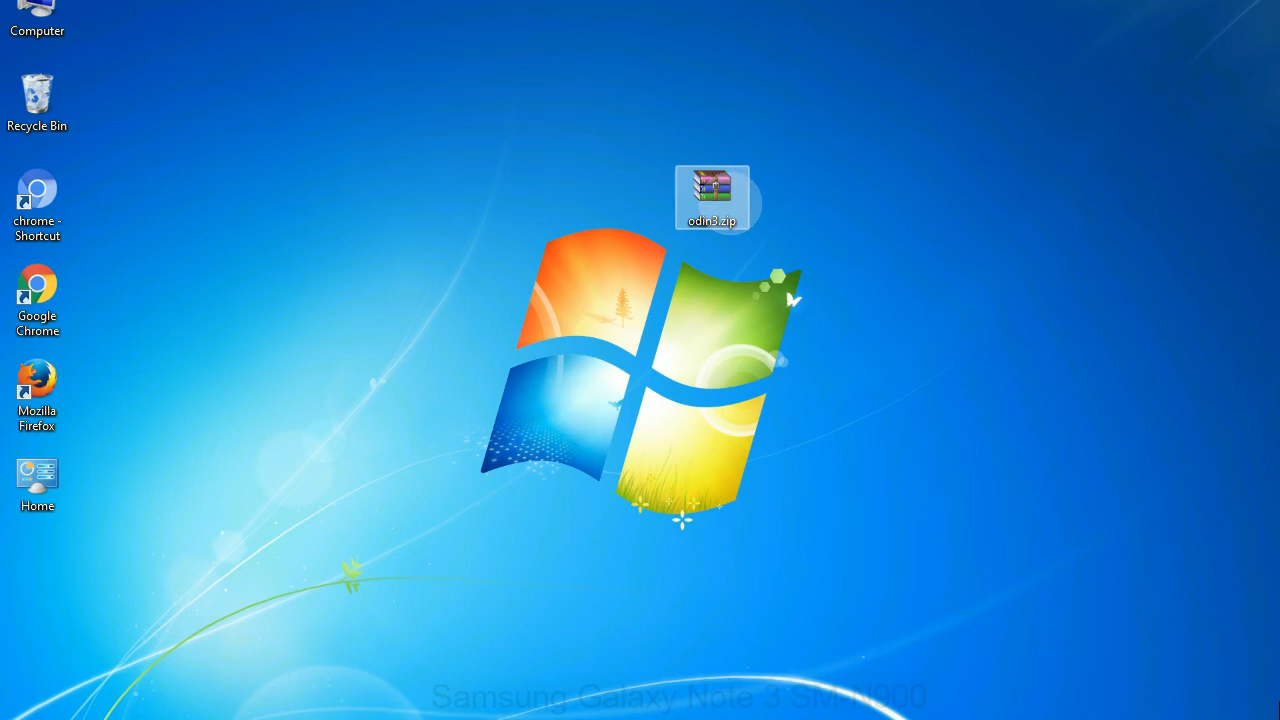 Computer
Recycle Bin
chrome -
Shortcut
Google
Chrome
Mozilla
Firefox
Home
odin3.zip
Samsung Galaxy Note 3 SM-N900